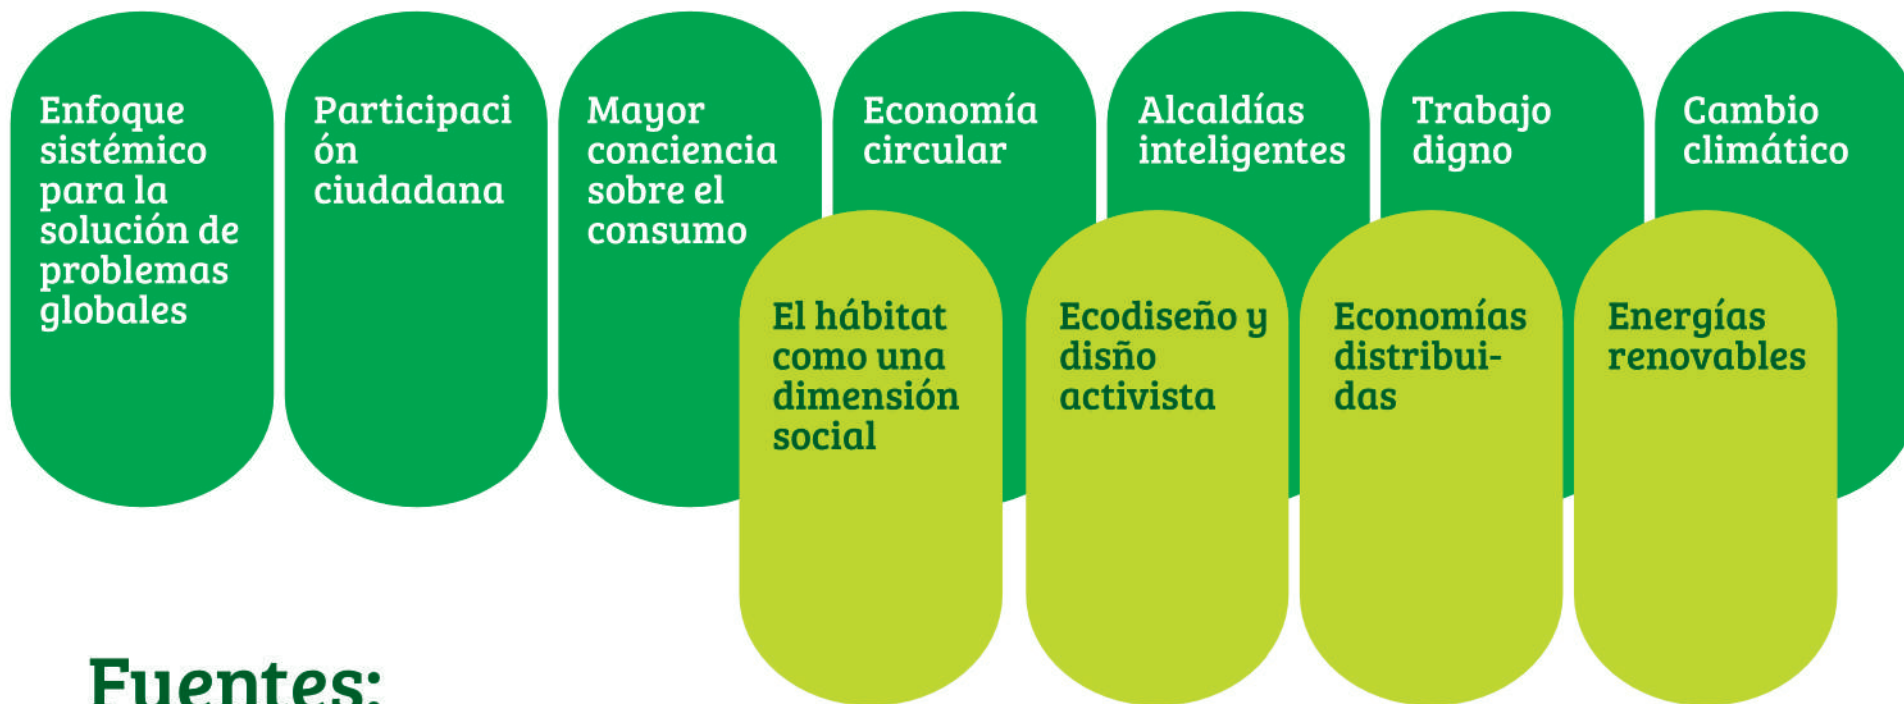 Enfoque
sistémico
para la
solución de
problemas
globales
Participaci
ón
ciudadana
Mayor
conciencia
sobre el
consumo
Economía
circular
Alcaldías
inteligentes
Trabajo
digno
Cambio
climático
El hábitat
como una
dimensión
social
Ecodiseño y
disño
activista
Economías
distribui-
das
Energías
renovables
Fuentes: